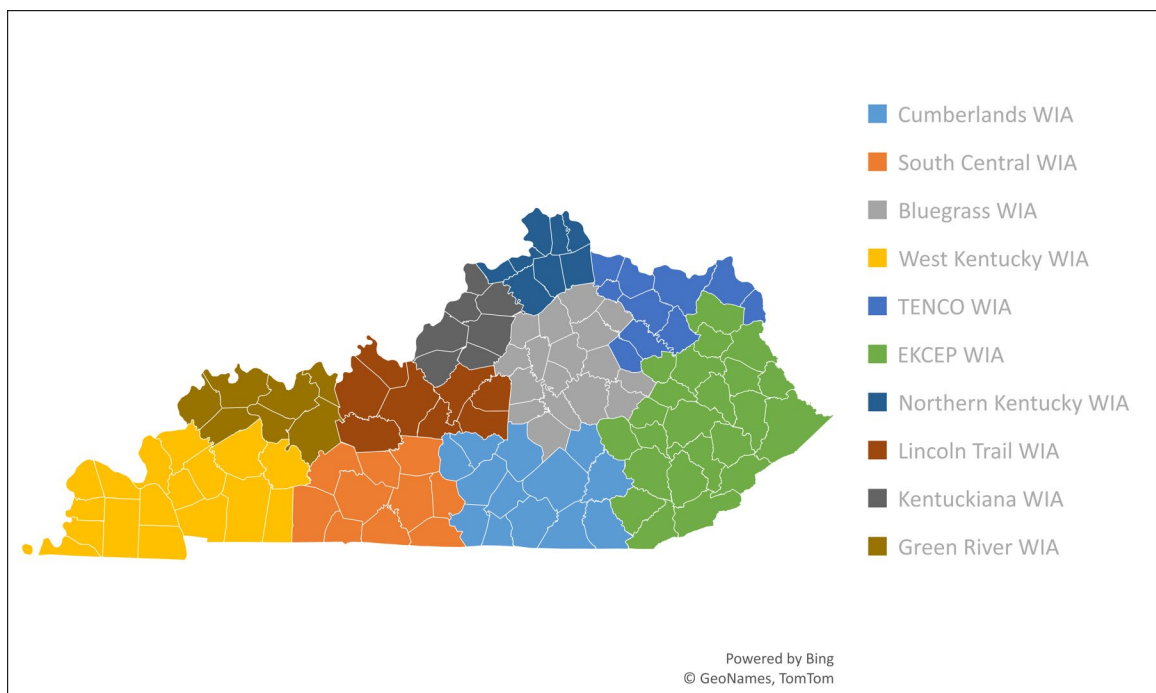 Cumberlands WIA
South Central WIA
Bluegrass WIA
West Kentucky WIA
TENCO WIA
EKCEP WIA
Northern Kentucky WIA
Lincoln Trail WIA
Kentuckiana WIA
Green River WIA
Powered by Bing
© GeoNames, TomTom